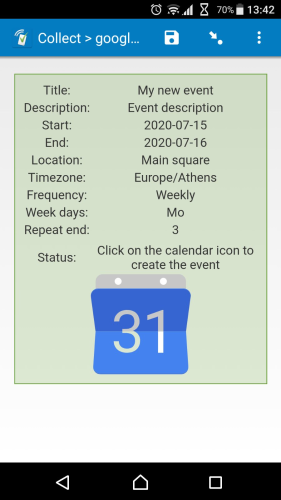 70% 13:42
Collect > googl...
Title: My new event
Description: Event description
Start: 2020-07-15
End: 2020-07-16
Location: Main square
Timezone: Europe/Athens
Frequency: Weekly
Week days: Mo
Repeat end: 3
Status: Click on the calendar icon to
create the event
31